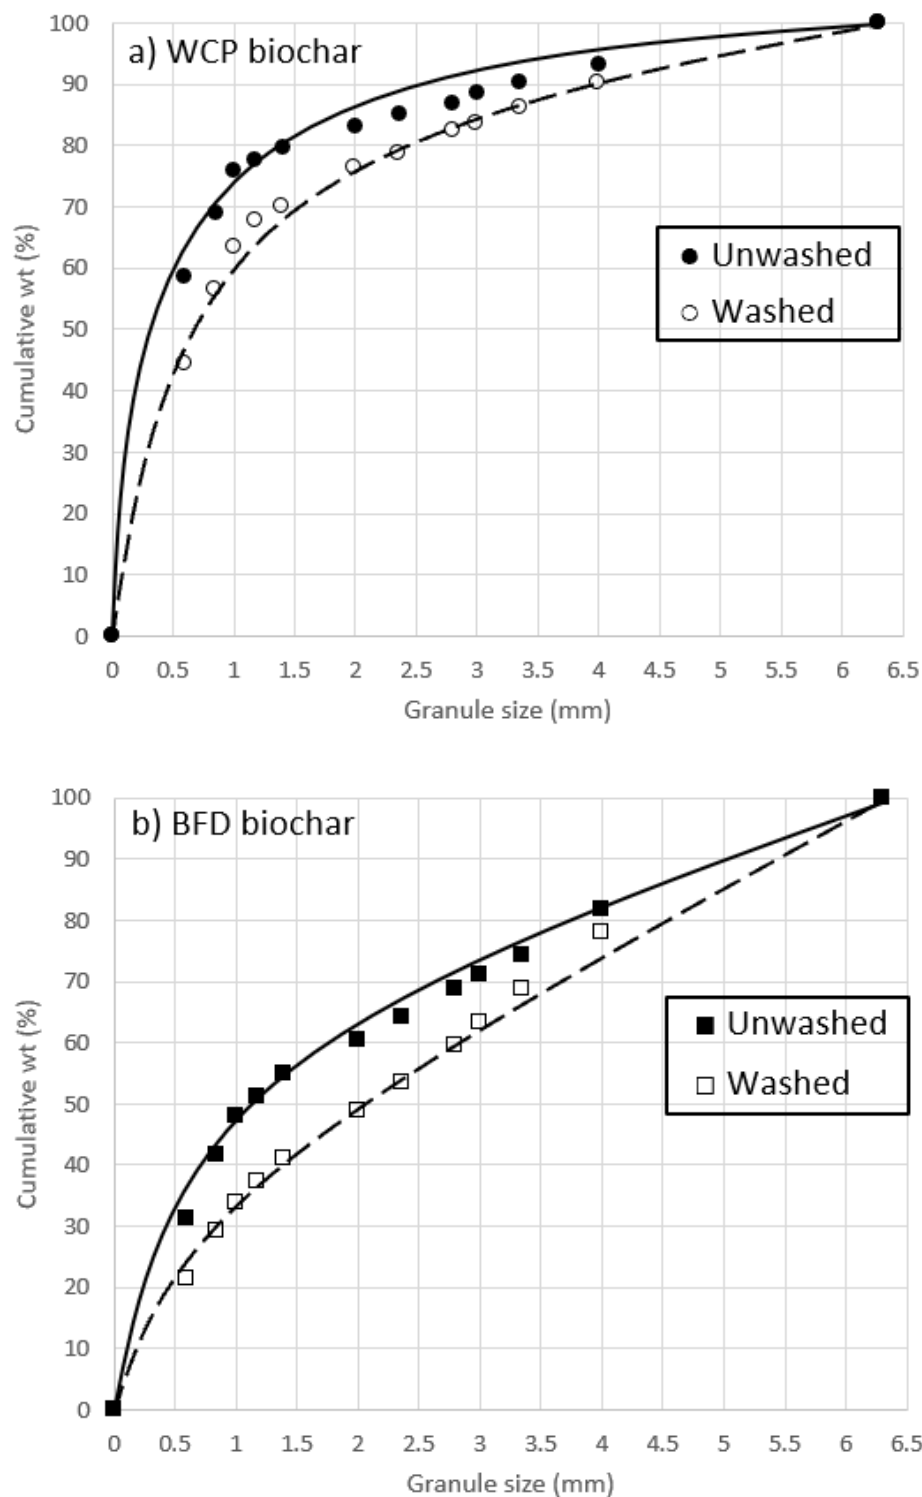 a) WCP biochar
100
90
80
70
60
50
40
30
20
10
0
Cumulative wt (%)
Unwashed
Washed
0 0.5 1 1.5 2 2.5 3 3.5 4 4.5 5 5.5 6 6.5
Granule size (mm)
b) BFD biochar
100
90
80
70
60
50
40
30
20
10
0
Cumulative wt (%)
Unwashed
Washed
0 0.5 1 1.5 2 2.5 3 3.5 4 4.5 5 5.5 6 6.5
Granule size (mm)